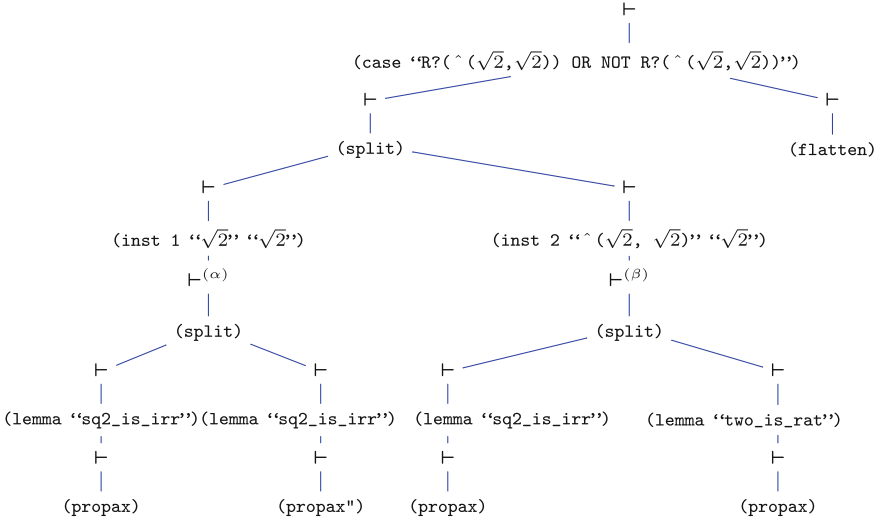 ⊢
(case “R?(^(√2,√2)) OR NOT R?(^(√2,√2))”)
⊢ ⊢
(split) (flatten)
⊢ ⊢
(inst 1 “√2” “√2”) (inst 2 “^(√2, √2)” “√2”)
⊢(α) ⊢(β)
(split) (split)
⊢ ⊢ ⊢ ⊢
(lemma “sq2_is_irr”) (lemma “sq2_is_irr”) (lemma “sq2_is_irr”) (lemma “two_is_rat”)
⊢ ⊢ ⊢ ⊢
(propax) (propax") (propax) (propax)